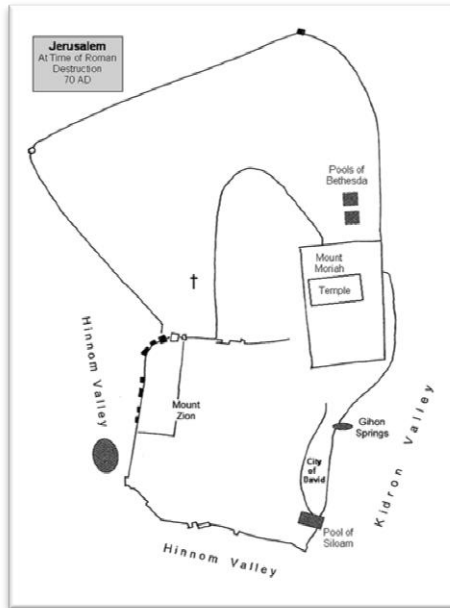 Jerusalem
At Time of Roman
Destruction
70 AD
Pools of
Bethesda
Mount
Moriah
Temple
Hinnom Valley
Mount
Zion
Gihon
Springs
City
of
David
Kidron Valley
Pool of
Siloam
Hinnom Valley